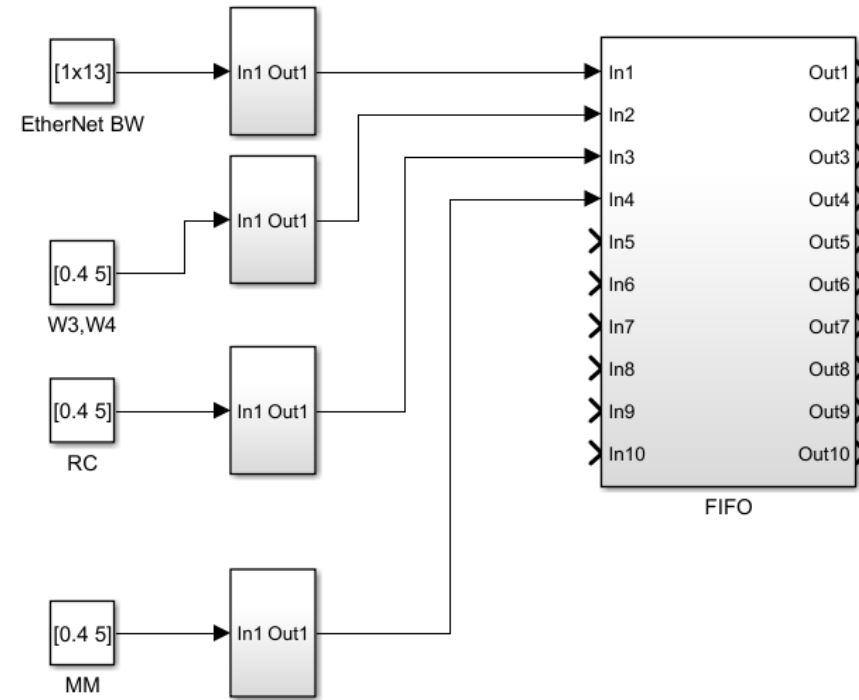 [1x13]
EtherNet BW
In1 Out1
[0.4 5]
W3,W4
In1 Out1
[0.4 5]
RC
In1 Out1
[0.4 5]
MM
In1 Out1
In1 Out1
In2 Out2
In3 Out3
In4 Out4
In5 Out5
In6 Out6
In7 Out7
In8 Out8
In9 Out9
In10 Out10
FIFO